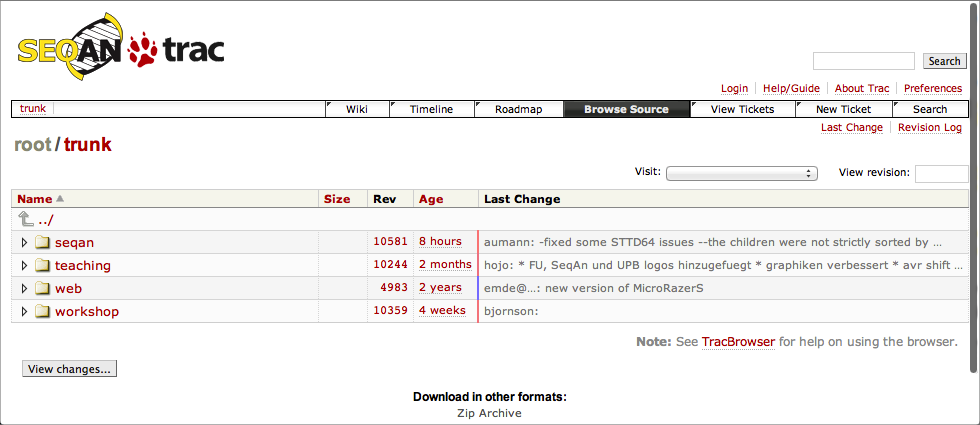 SEQAN trac
Search
Login Help/Guide About Trac Preferences
trunk Wiki Timeline Roadmap Browse Source View Tickets New Ticket Search
Last Change Revision Log
root/trunk
Visit: View revision:
Name Size Rev Age Last Change
../
seqan 10581 8 hours aumann: -fixed some STTD64 issues --the children were not strictly sorted by ...
teaching 10244 2 months hojo: * FU, SeqAn und UPB logos hinzugefuegt * graphiken verbessert * avr shift ...
web 4983 2 years emde@...: new version of MicroRazerS
workshop 10359 4 weeks bjornson:
Note: See TracBrowser for help on using the browser.
View changes...
Download in other formats:
Zip Archive